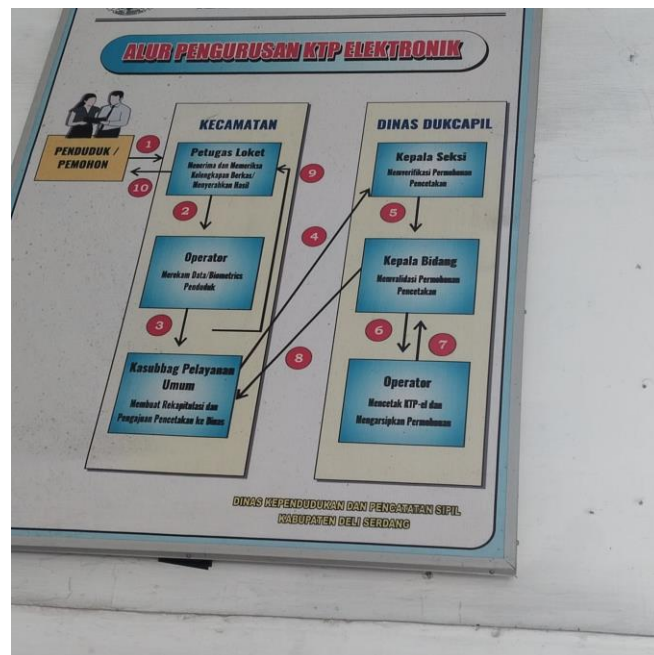 ALUR PENGURUSAN KTP ELEKTRONIK
PENDUDUK /
PEMOHON
1
10
KECAMATAN
Petugas Loket
Menerima dan Memeriksa
Kelengkapan Berkas/
Menyerahkan Hasil
9
2
Operator
Merekam Data/Biometrics
Penduduk
3
Kasubbag Pelayanan
Umum
Membuat Rekapitulasi dan
Pengajuan Pencetakan ke Dinas
4
8
DINAS DUKCAPIL
Kepala Seksi
Memverifikasi Permohonan
Pencetakan
5
Kepala Bidang
Memvalidasi Permohonan
Pencetakan
6
7
Operator
Mencetak KTP-el dan
Mengarsipkan Permohonan
DINAS KEPENDUDUKAN DAN PENCATATAN SIPIL
KABUPATEN DELI SERDANG